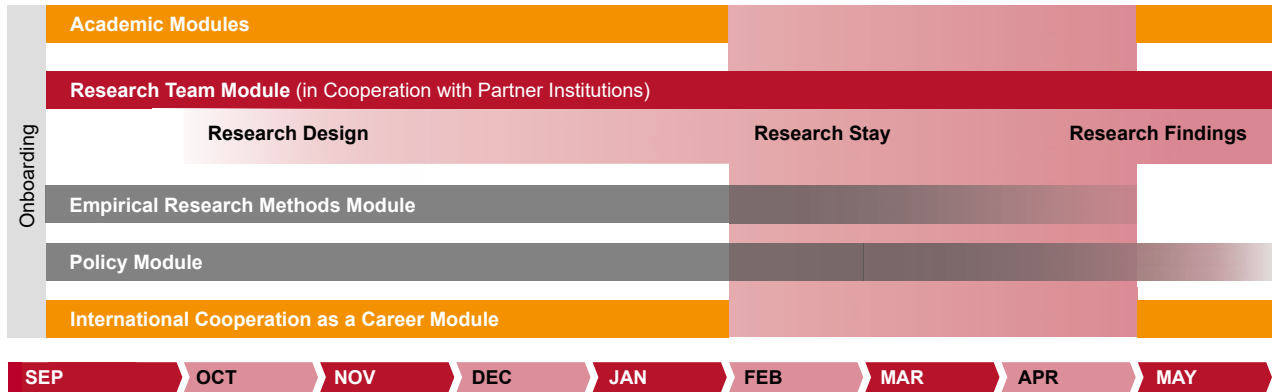 Onboarding
Academic Modules
Research Team Module (in Cooperation with Partner Institutions)
Research Design
Research Stay
Research Findings
Empirical Research Methods Module
Policy Module
International Cooperation as a Career Module
SEP OCT NOV DEC JAN FEB MAR APR MAY